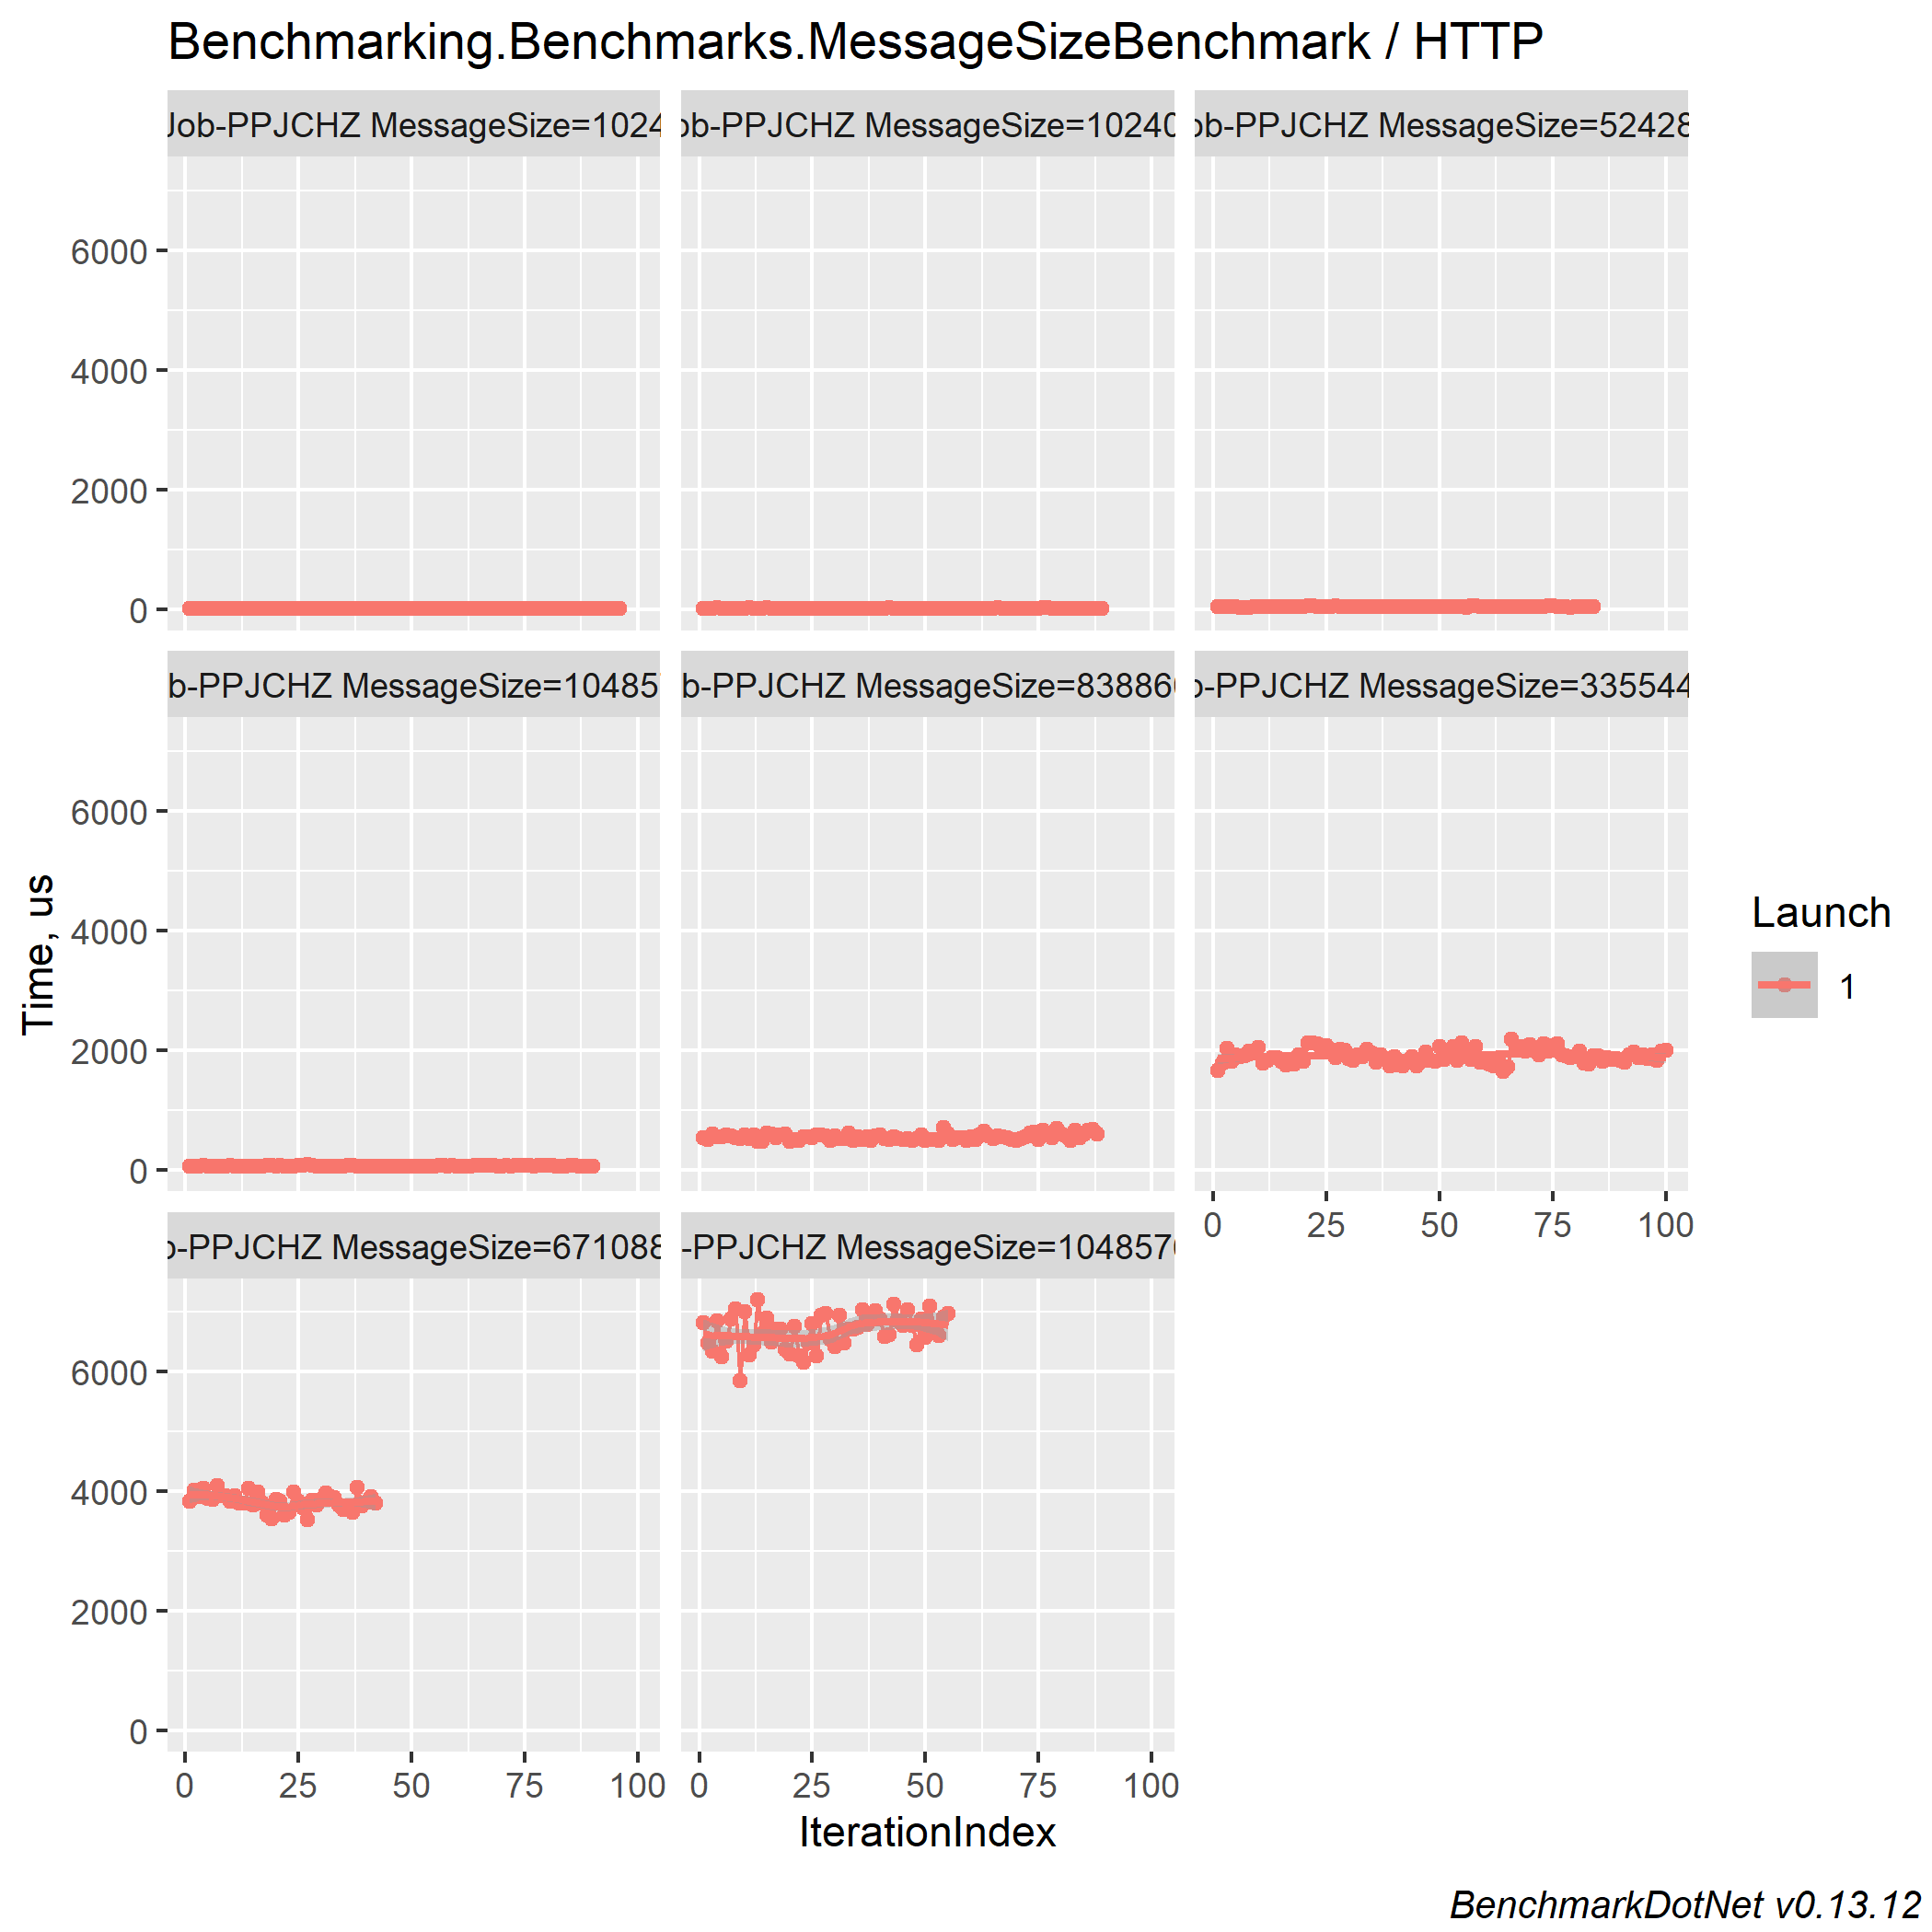 Benchmarking.Benchmarks.MessageSizeBenchmark / HTTP
Job-PPJCHZ MessageSize=1024
ob-PPJCHZ MessageSize=10240
ob-PPJCHZ MessageSize=52428
6000
4000
2000
0
b-PPJCHZ MessageSize=10485
b-PPJCHZ MessageSize=83886
o-PPJCHZ MessageSize=335544
6000
4000
2000
0
0 25 50 75 100
b-PPJCHZ MessageSize=671088
-PPJCHZ MessageSize=1048576
6000
4000
2000
0
0 25 50 75 100
0 25 50 75 100
Time, us
IterationIndex
Launch
1
BenchmarkDotNet v0.13.12